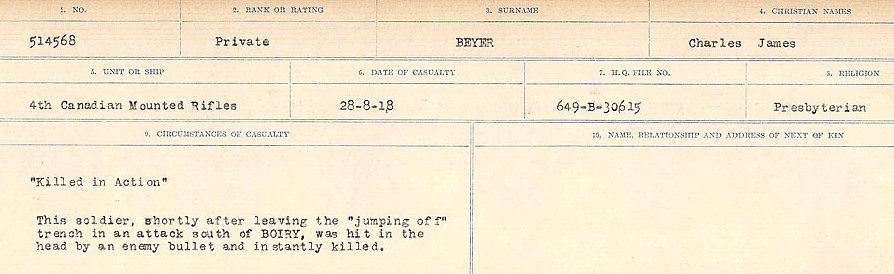 1. NO. 2. RANK OR RATING 3. SURNAME 4. CHRISTIAN NAMES
514568 Private BEYER Charles James
5. UNIT OR SHIP 6. DATE OF CASUALTY 7. H.Q. FILE NO. 8. RELIGION
4th Canadian Mounted Rifles 28-8-18 649-B-30615 Presbyterian
9. CIRCUMSTANCES OF CASUALTY 10. NAME, RELATIONSHIP AND ADDRESS OF NEXT OF KIN
"Killed in Action"
This soldier, shortly after leaving the "jumping off"
trench in an attack south of BOIRY, was hit in the
head by an enemy bullet and instantly killed.